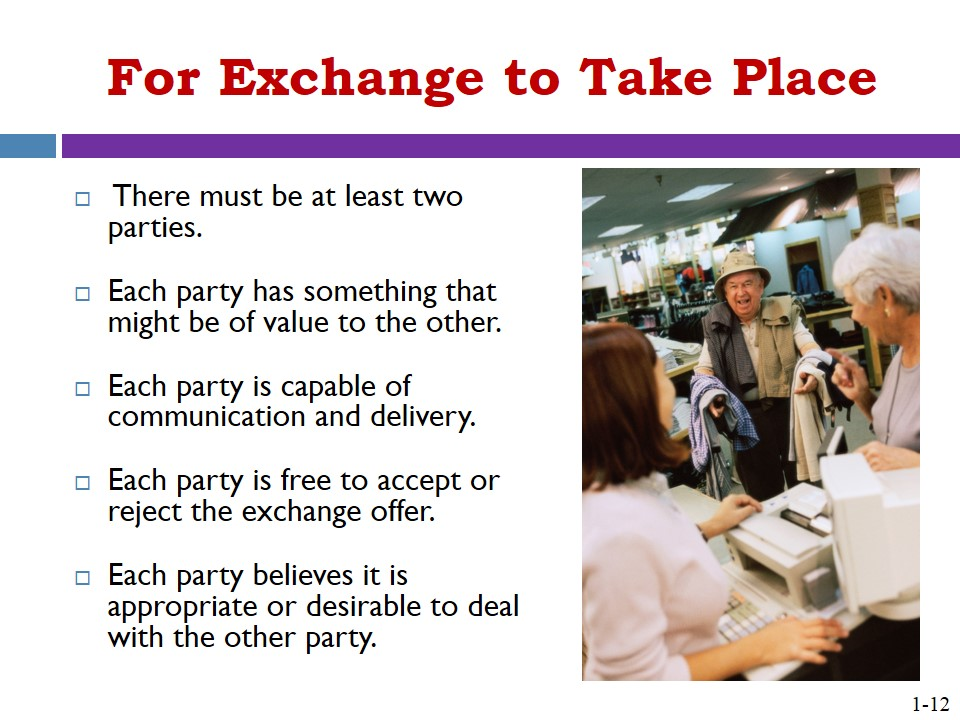 For Exchange to Take Place
There must be at least two
parties.
Each party has something that
might be of value to the other.
Each party is capable of
communication and delivery.
Each party is free to accept or
reject the exchange offer.
Each party believes it is
appropriate or desirable to deal
with the other party.
1-12